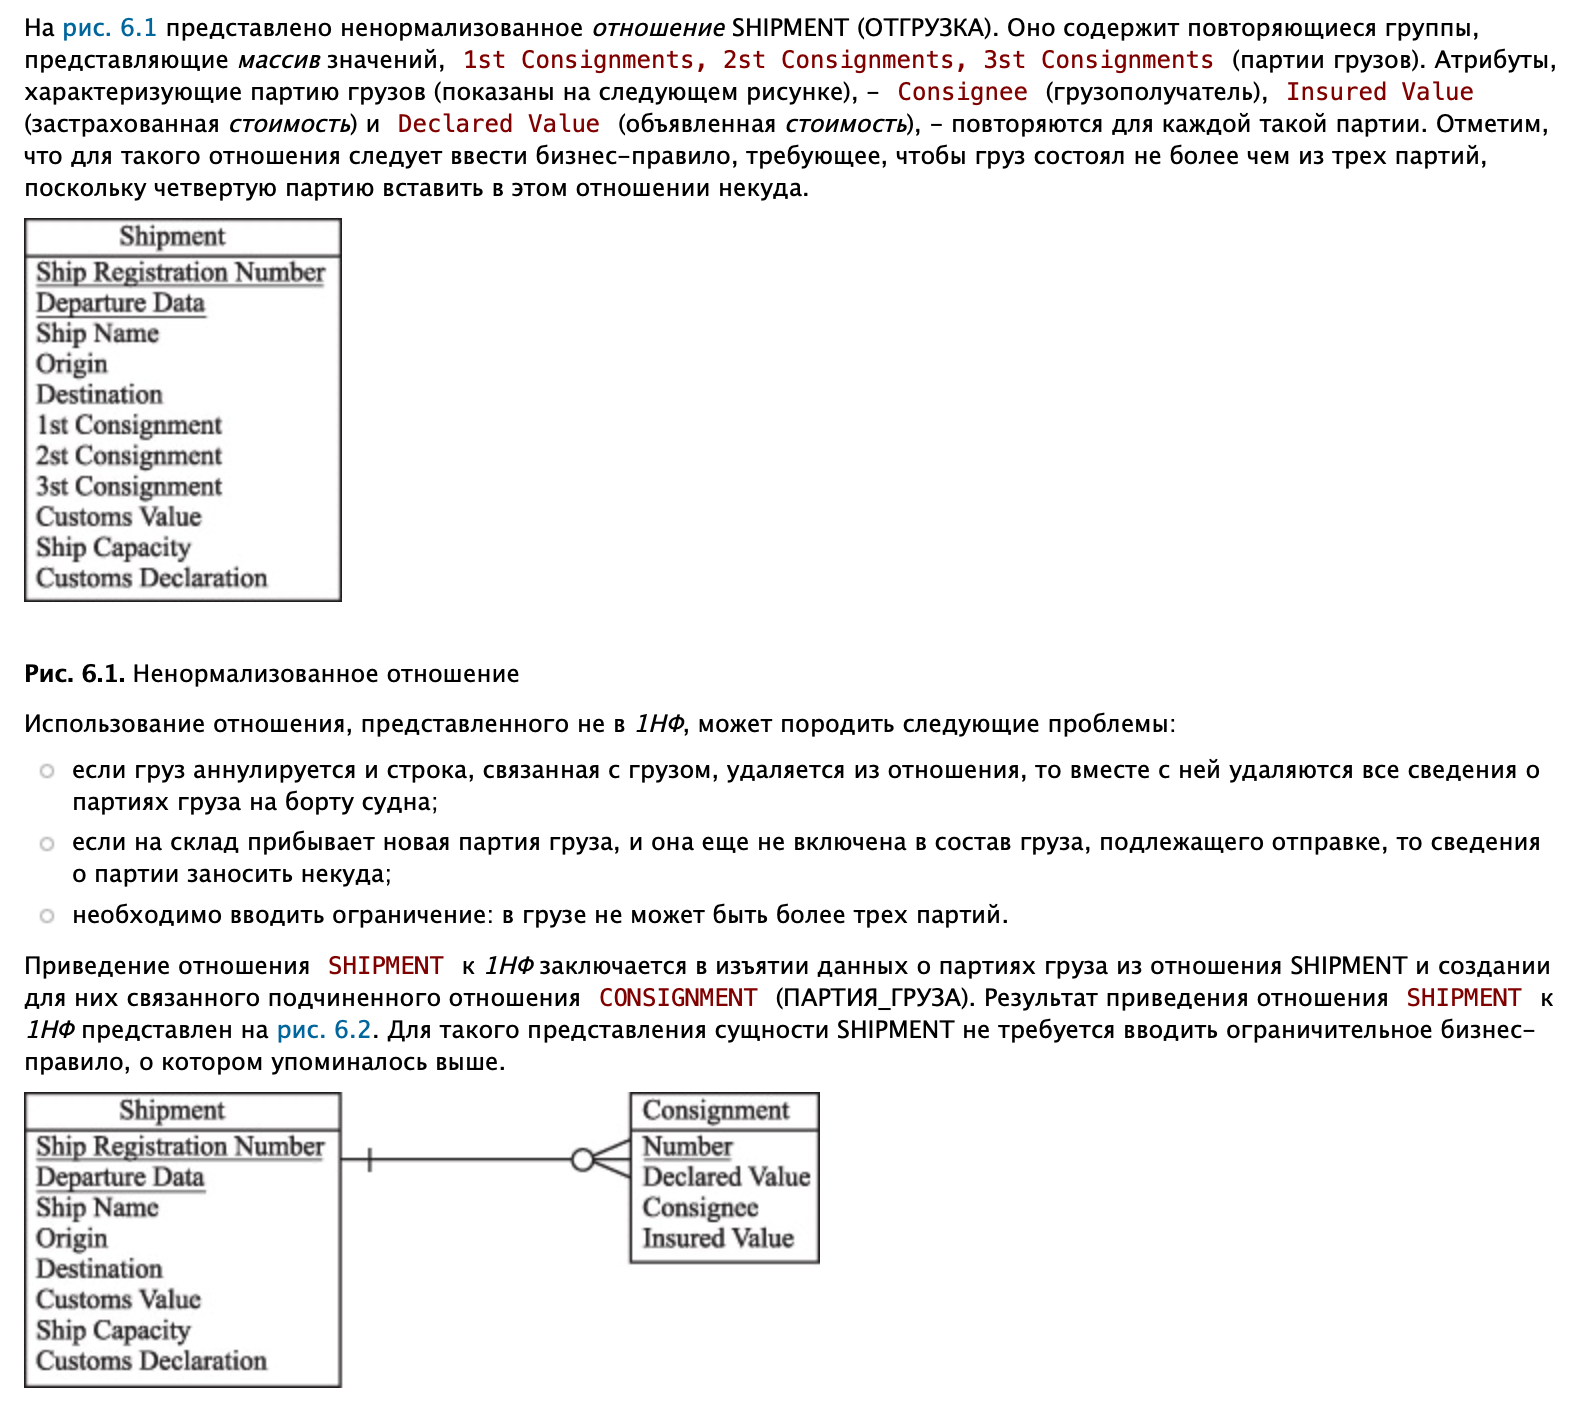 На рис. 6.1 представлено ненормализованное отношение SHIPMENT (ОТГРУЗКА). Оно содержит повторяющиеся группы,
представляющие массив значений, 1st Consignments, 2st Consignments, 3st Consignments (партии грузов). Атрибуты,
характеризующие партию грузов (показаны на следующем рисунке), – Consignee (грузополучатель), Insured Value
(застрахованная стоимость) и Declared Value (объявленная стоимость), – повторяются для каждой такой партии. Отметим,
что для такого отношения следует ввести бизнес-правило, требующее, чтобы груз состоял не более чем из трех партий,
поскольку четвертую партию вставить в этом отношении некуда.
Shipment
Ship Registration Number
Departure Data
Ship Name
Origin
Destination
1st Consignment
2st Consignment
3st Consignment
Customs Value
Ship Capacity
Customs Declaration
Рис. 6.1. Ненормализованное отношение
Использование отношения, представленного не в 1НФ, может породить следующие проблемы:
если груз аннулируется и строка, связанная с грузом, удаляется из отношения, то вместе с ней удаляются все сведения о
партиях груза на борту судна;
если на склад прибывает новая партия груза, и она еще не включена в состав груза, подлежащего отправке, то сведения
о партии заносить некуда;
необходимо вводить ограничение: в грузе не может быть более трех партий.
Приведение отношения SHIPMENT к 1НФ заключается в изъятии данных о партиях груза из отношения SHIPMENT и создании
для них связанного подчиненного отношения CONSIGNMENT (ПАРТИЯ_ГРУЗА). Результат приведения отношения SHIPMENT к
1НФ представлен на рис. 6.2. Для такого представления сущности SHIPMENT не требуется вводить ограничительное бизнес-
правило, о котором упоминалось выше.
Shipment
Ship Registration Number
Departure Data
Ship Name
Origin
Destination
Customs Value
Ship Capacity
Customs Declaration
Consignment
Number
Declared Value
Consignee
Insured Value